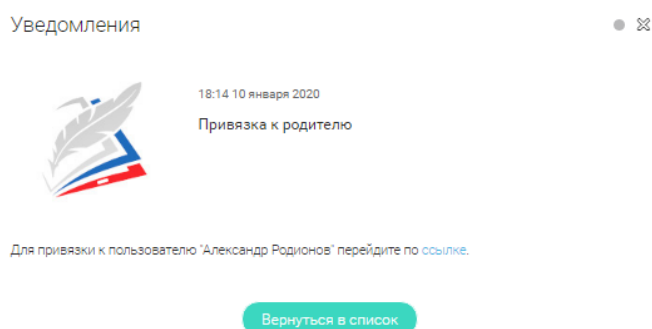 Уведомления
18:14 10 января 2020
Привязка к родителю
Для привязки к пользователю "Александр Родионов" перейдите по ссылке.
Вернуться в список